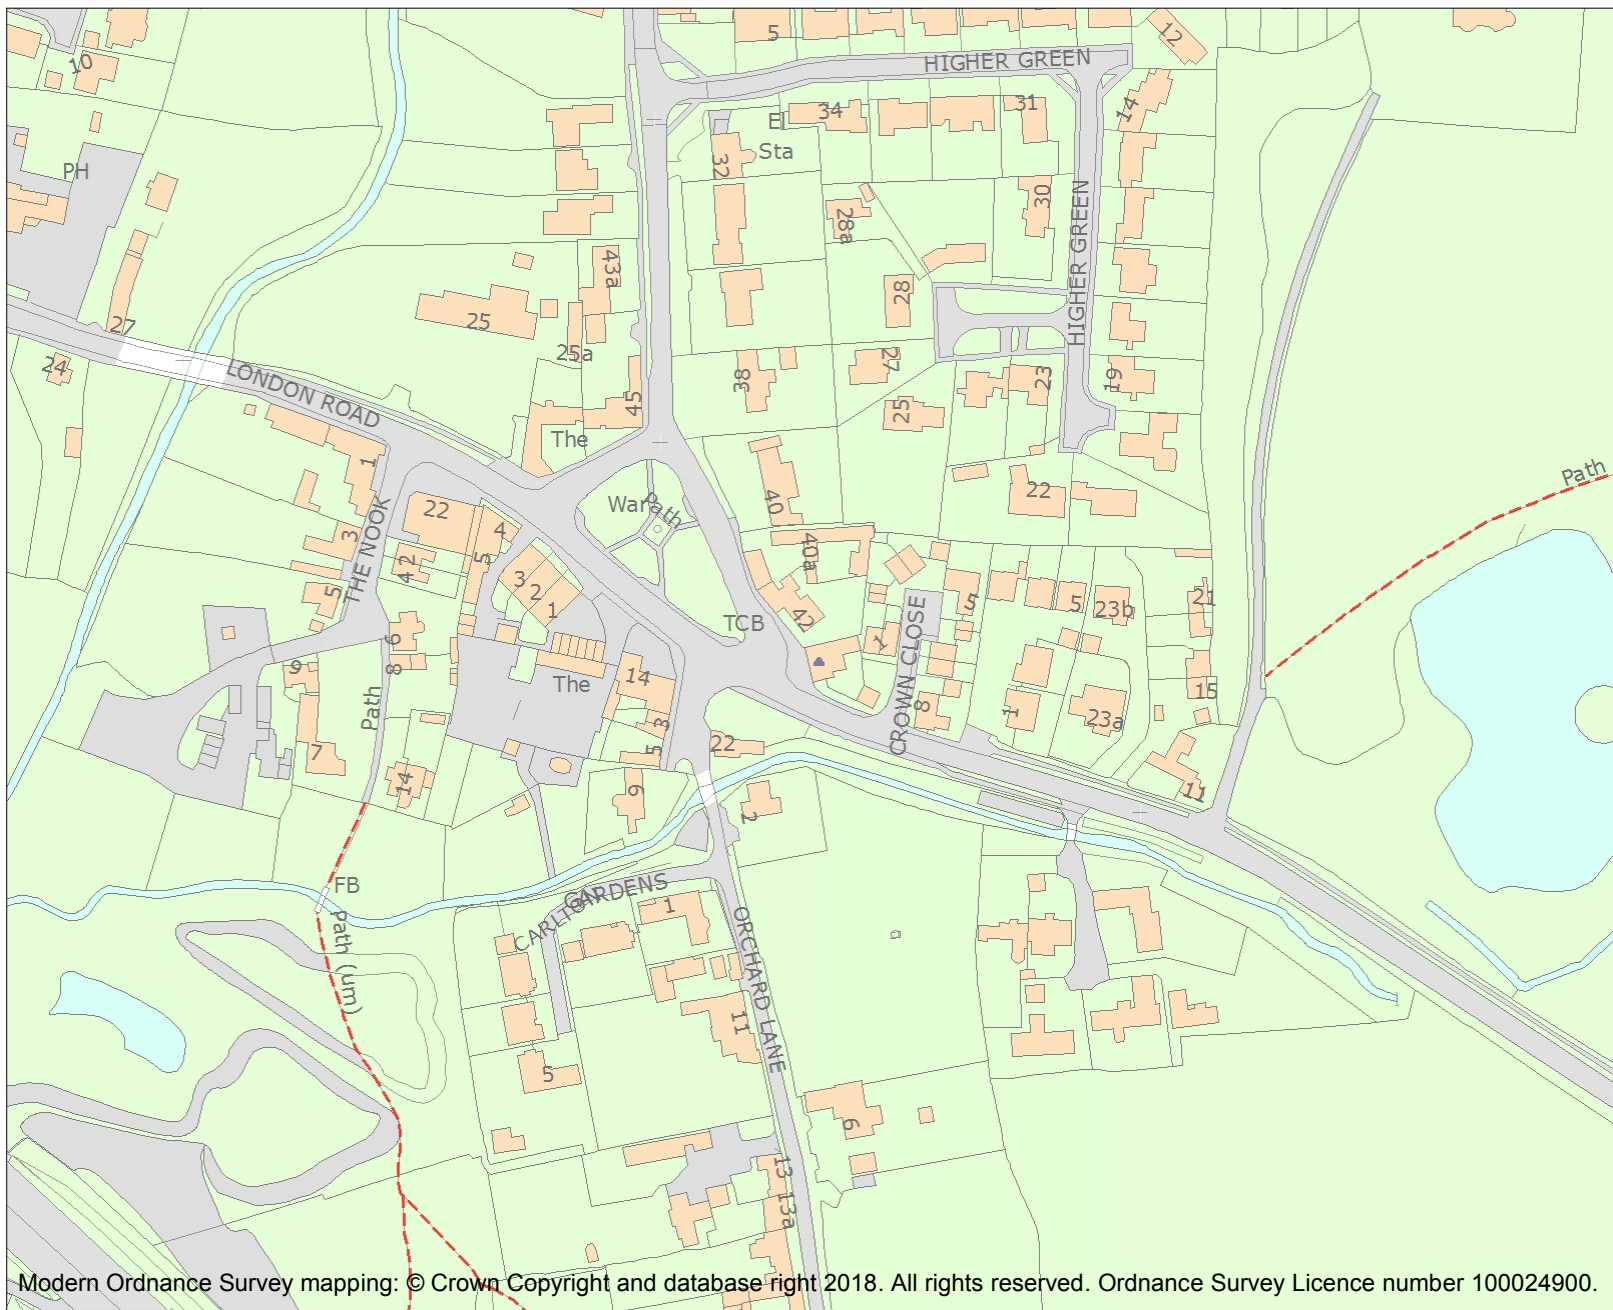 5
12
HIGHER GREEN
10
34
31
14
El
Sta
32
PH
30
HIGHER GREEN
28a
43a
28
25
27
25a
LONDON ROAD
24
38
27
23
19
45
25
The
1
40
22
War
Path
Path
22
4
3
THE NOOK
42
5
40a
5
3
2
1
5
TCB
42
1
CROWN CLOSE
5
5
23b
21
6
8
9
The
14
3
5
22
8
1
23a
15
Path
7
14
9
2
11
FB
Path (um)
CARLTON
GARDENS
1
ORCHARD LANE
11
5
6
13
13a
Modern Ordnance Survey mapping: © Crown Copyright and database right 2018. All rights reserved. Ordnance Survey Licence number 100024900.